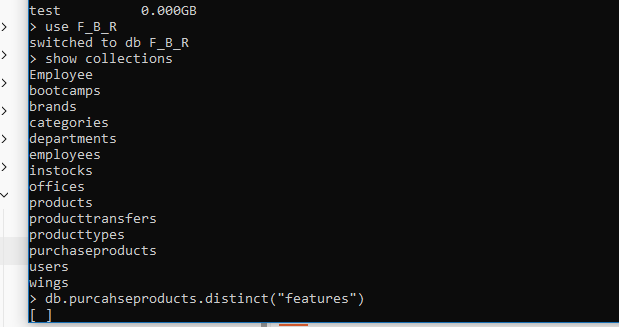 test          0.000GB
> use F_B_R
switched to db F_B_R
> show collections
Employee
bootcamps
brands
categories
departments
employees
instocks
offices
products
producttransfers
producttypes
purchaseproducts
users
wings
> db.purcahseproducts.distinct("features")
[ ]